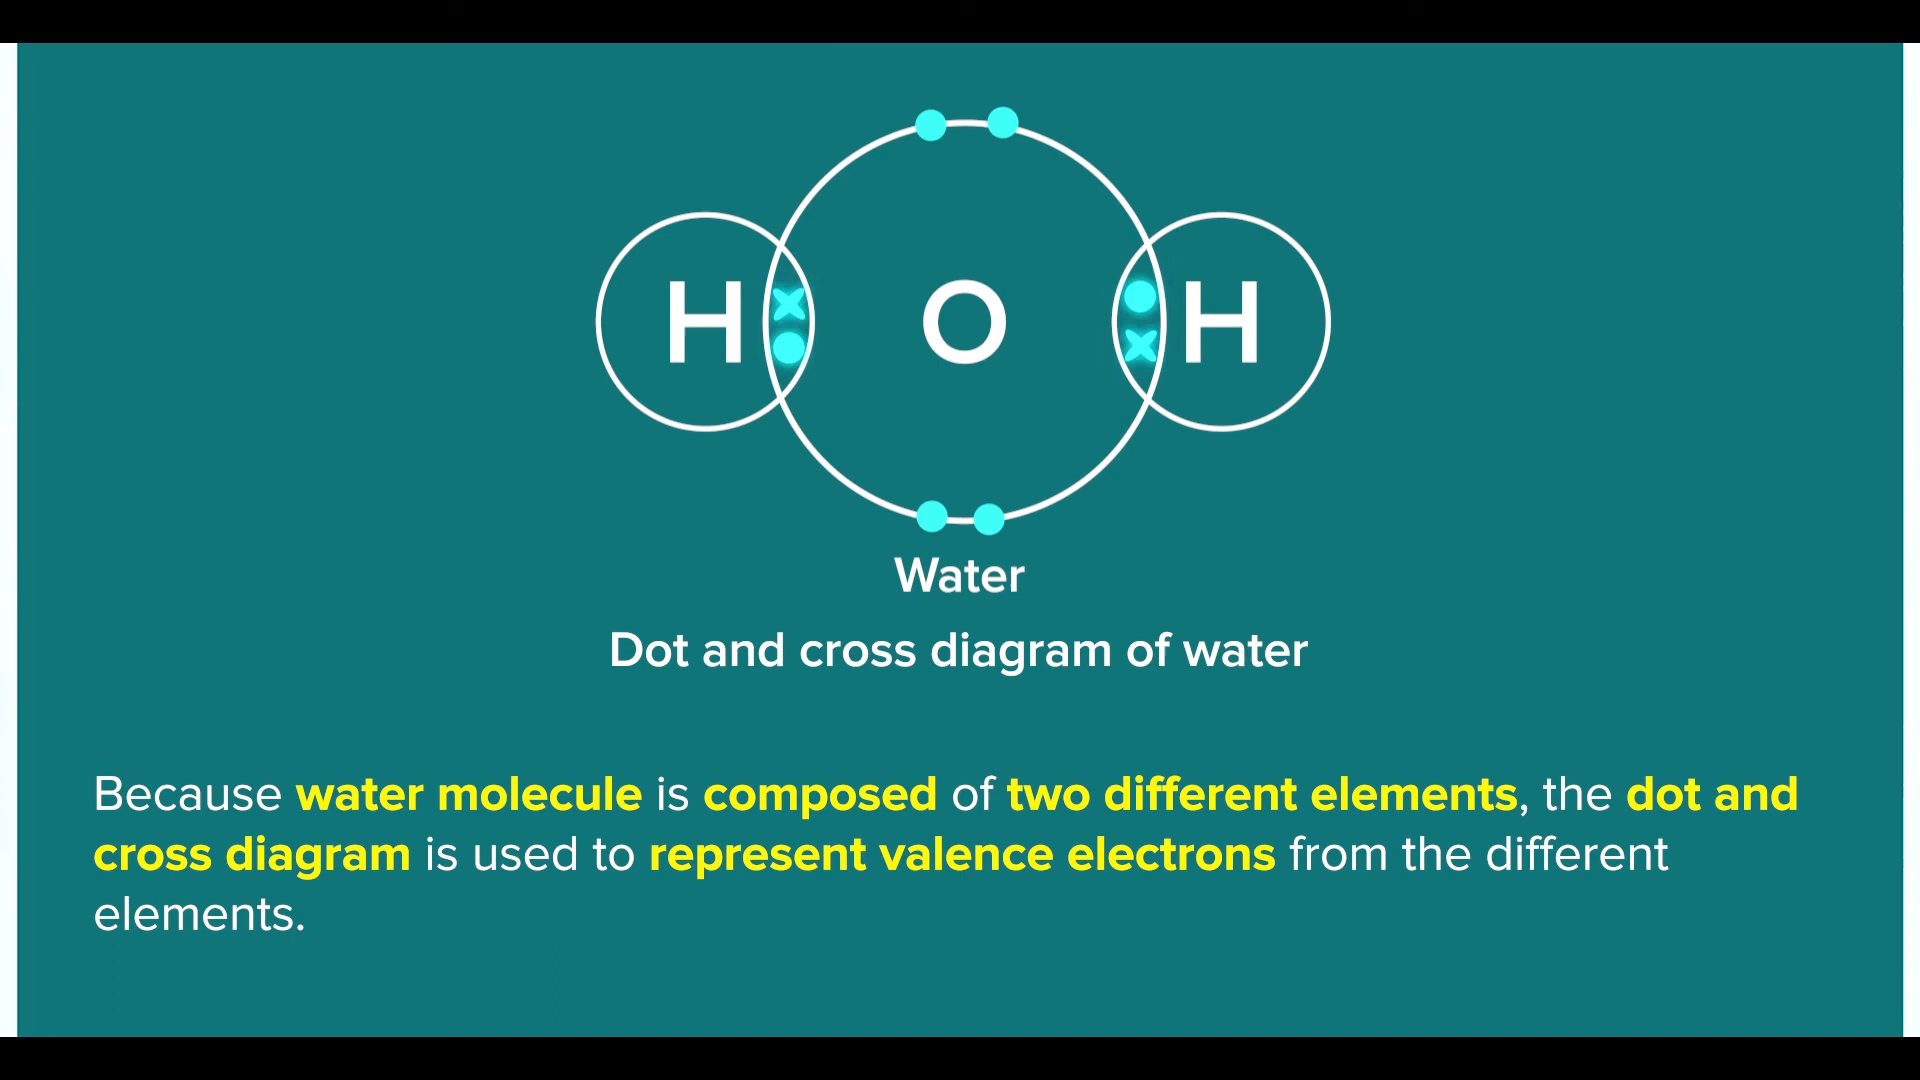 H O H
Water
Dot and cross diagram of water
Because water molecule is composed of two different elements, the dot and
cross diagram is used to represent valence electrons from the different
elements.